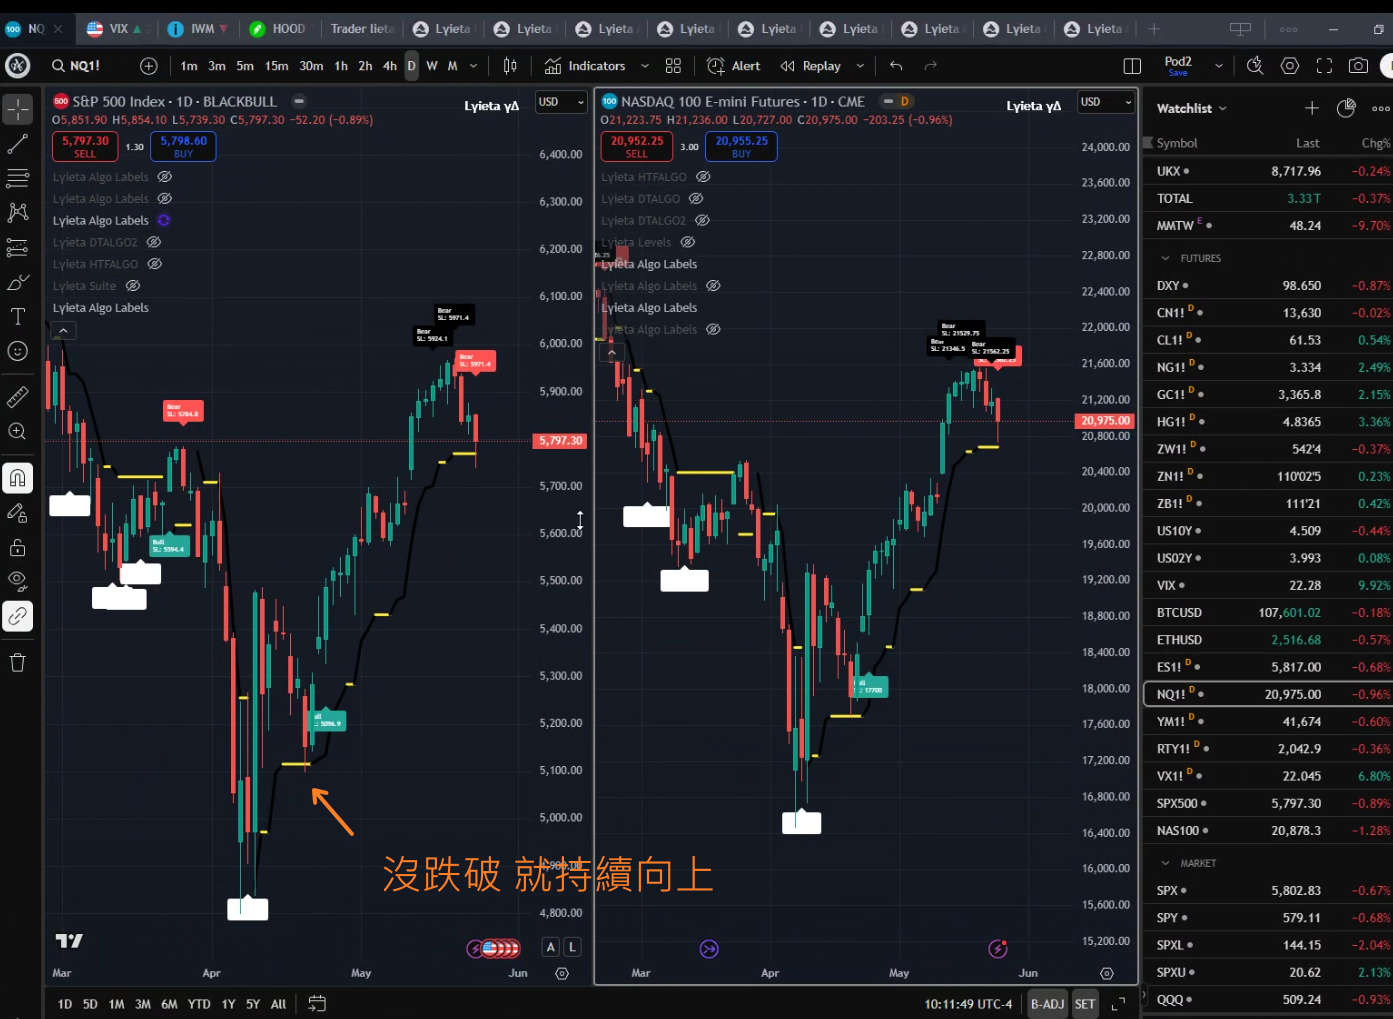 NQ
VIX
IWM
HOOD
Trader lieta
Lyieta
Lyieta
Lyieta
Lyieta
Lyieta
Lyieta
Lyieta
Lyieta
Lyieta
NQ1!
1m 3m 5m 15m 30m 1h 2h 4h D W M
Indicators
Alert
Replay
Pod2
Save
S&P 500 Index · 1D · BLACKBULL
Lyieta γΔ
USD
O5,851.90 H5,854.10 L5,739.30 C5,797.30 −52.20 (−0.89%)
5,797.30
SELL
1.30
5,798.60
BUY
Lyieta Algo Labels
Lyieta Algo Labels
Lyieta Algo Labels
Lyieta DTALGO2
Lyieta HTFALGO
Lyieta Suite
Lyieta Algo Labels
Bear
SL: 5971.4
Bear
SL: 5924.1
Bear
SL: 5971.4
Bear
SL: 5784.8
Bull
SL: 5594.4
SL: 5096.9
6,400.00
6,300.00
6,200.00
6,100.00
6,000.00
5,900.00
5,797.30
5,700.00
5,600.00
5,500.00
5,400.00
5,300.00
5,200.00
5,100.00
5,000.00
4,800.00
Mar Apr May Jun
A L
NASDAQ 100 E-mini Futures · 1D · CME
D
Lyieta γΔ
USD
O21,223.75 H21,236.00 L20,727.00 C20,975.00 −203.25 (−0.96%)
20,952.25
SELL
3.00
20,955.25
BUY
Lyieta HTFALGO
Lyieta DTALGO
Lyieta DTALGO2
Lyieta Levels
Lyieta Algo Labels
Lyieta Algo Labels
Lyieta Algo Labels
Lyieta Algo Labels
Bear
SL: 21529.75
Bear
SL: 21346.5
Bear
SL: 21562.25
17700
24,000.00
23,600.00
23,200.00
22,800.00
22,400.00
22,000.00
21,600.00
21,200.00
20,975.00
20,800.00
20,400.00
20,000.00
19,600.00
19,200.00
18,800.00
18,400.00
18,000.00
17,600.00
17,200.00
16,800.00
16,400.00
16,000.00
15,600.00
15,200.00
Mar Apr May Jun
沒跌破 就持續向上
Watchlist
Symbol Last Chg%
UKX 8,717.96 −0.24%
TOTAL 3.33T −0.37%
MMTW E 48.24 −9.70%
FUTURES
DXY 98.650 −0.87%
CN1! D 13,630 −0.02%
CL1! D 61.53 0.54%
NG1! D 3.334 2.49%
GC1! D 3,365.8 2.15%
HG1! D 4.8365 3.36%
ZW1! D 542'4 −0.37%
ZN1! D 110'02'5 0.23%
ZB1! D 111'21 0.42%
US10Y 4.509 −0.44%
US02Y 3.993 0.08%
VIX 22.28 9.92%
BTCUSD 107,601.02 −0.18%
ETHUSD 2,516.68 −0.57%
ES1! D 5,817.00 −0.68%
NQ1! D 20,975.00 −0.96%
YM1! D 41,674 −0.60%
RTY1! D 2,042.9 −0.36%
VX1! D 22.045 6.80%
SPX500 5,797.30 −0.89%
NAS100 20,878.3 −1.28%
MARKET
SPX 5,802.83 −0.67%
SPY 579.11 −0.68%
SPXL 144.15 −2.04%
SPXU 20.62 2.13%
QQQ 509.24 −0.93%
1D 5D 1M 3M 6M YTD 1Y 5Y All
10:11:49 UTC-4
B-ADJ SET